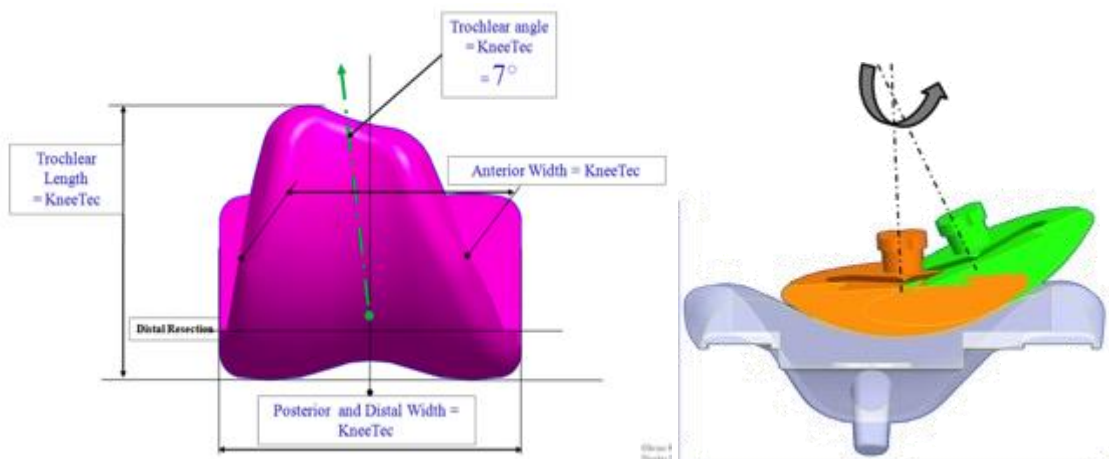 Trochlear angle
= KneeTec
= 7°
Trochlear
Length
= KneeTec
Anterior Width = KneeTec
Distal Resection
Posterior and Distal Width =
KneeTec